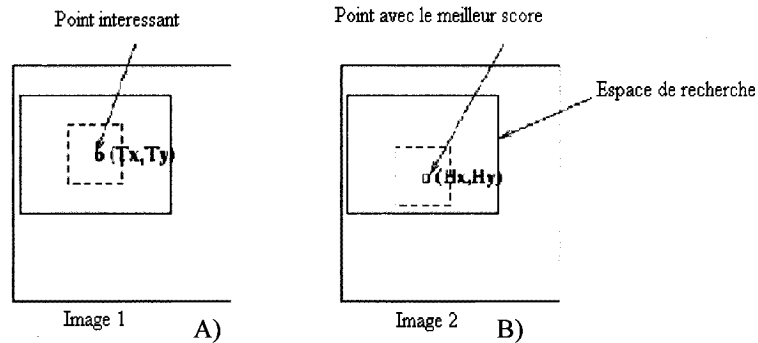 Point interessant
Point avec le meilleur score
Espace de recherche
(Tx,Ty)
(Hx,Hy)
Image 1
A)
Image 2
B)